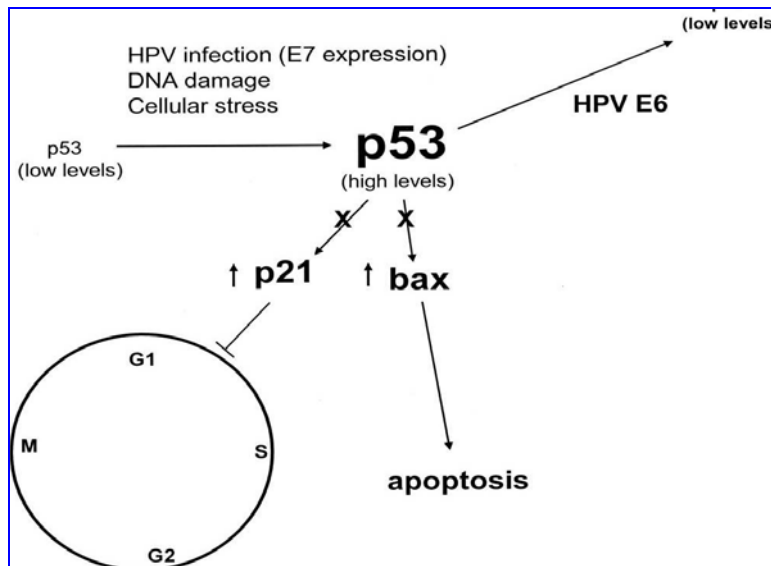 (low levels)
HPV infection (E7 expression)
DNA damage
Cellular stress
HPV E6
p53
(low levels)
p53
(high levels)
X X
↑ p21
↑ bax
G1
M
S
apoptosis
G2